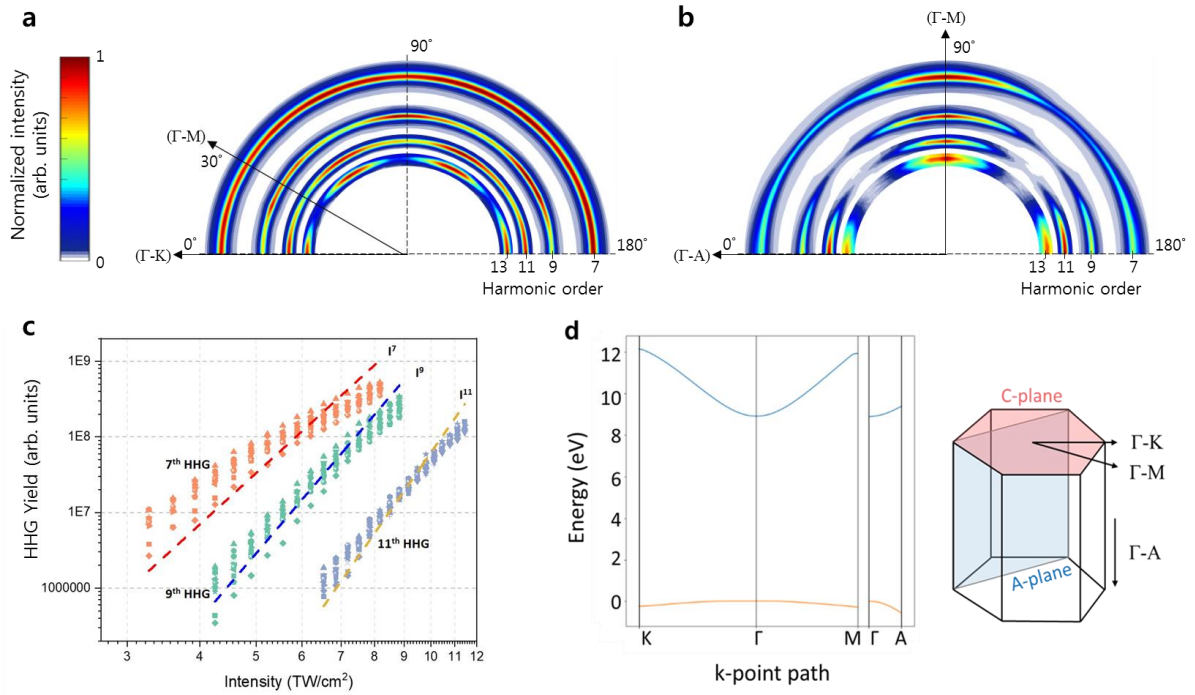 a
Normalized intensity
(arb. units)
1
0
90°
(Γ-M)
30°
0°
(Γ-K)
180°
13 11 9 7
Harmonic order
b
(Γ-M)
90°
0°
(Γ-A)
180°
13 11 9 7
Harmonic order
c
HHG Yield (arb. units)
1E9
1E8
1E7
1000000
I⁷
I⁹
I¹¹
7ᵗʰ HHG
9ᵗʰ HHG
11ᵗʰ HHG
3 4 5 6 7 8 9 10 11 12
Intensity (TW/cm²)
d
Energy (eV)
12
10
8
6
4
2
0
K Γ M Γ A
k-point path
C-plane
Γ-K
Γ-M
Γ-A
A-plane